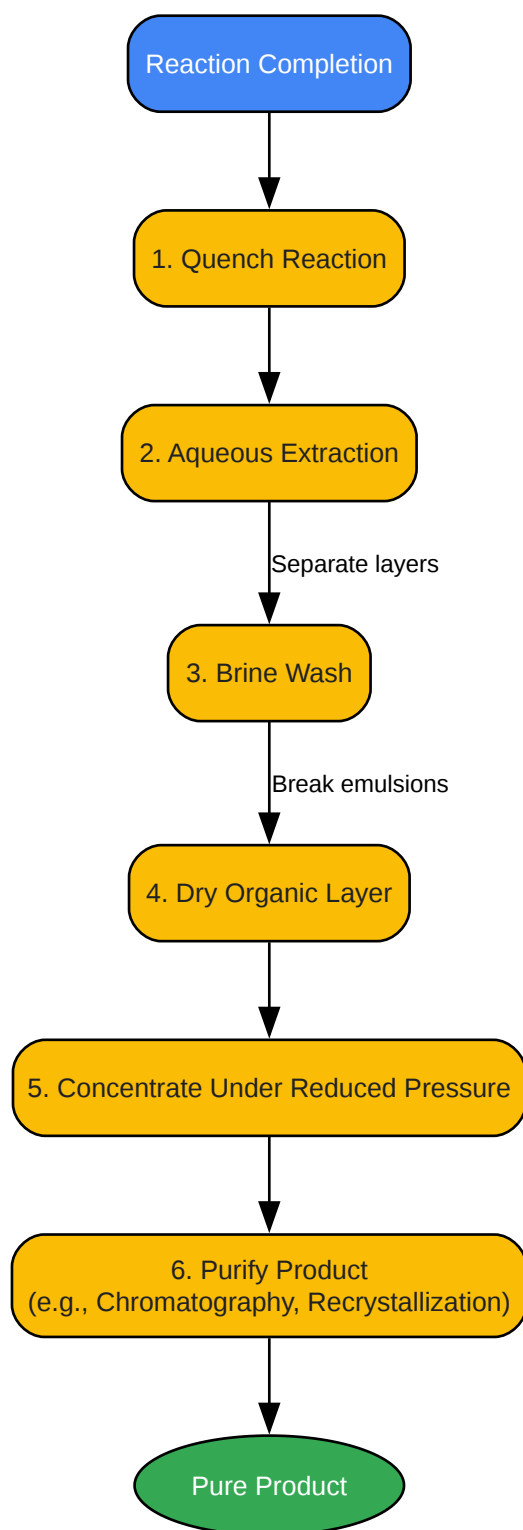 Reaction Completion
1. Quench Reaction
2. Aqueous Extraction
Separate layers
3. Brine Wash
Break emulsions
4. Dry Organic Layer
5. Concentrate Under Reduced Pressure
6. Purify Product
(e.g., Chromatography, Recrystallization)
Pure Product